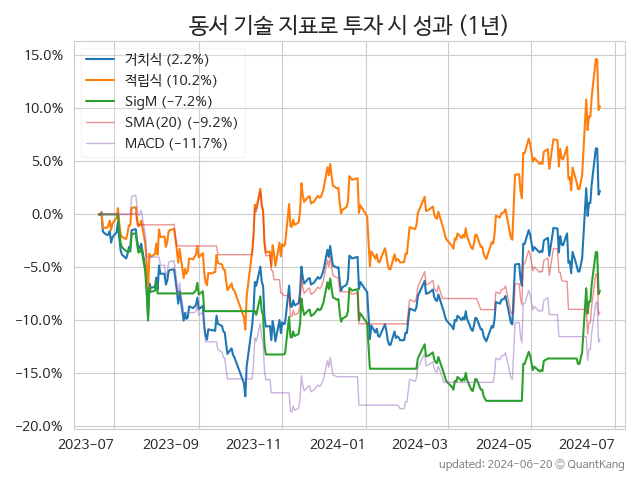 동서 기술 지표로 투자 시 성과 (1년)
거치식 (2.2%)
적립식 (10.2%)
SigM (−7.2%)
SMA(20) (−9.2%)
MACD (−11.7%)
15.0%
10.0%
5.0%
0.0%
−5.0%
−10.0%
−15.0%
−20.0%
2023-07 2023-09 2023-11 2024-01 2024-03 2024-05 2024-07
updated: 2024-06-20 © QuantKang